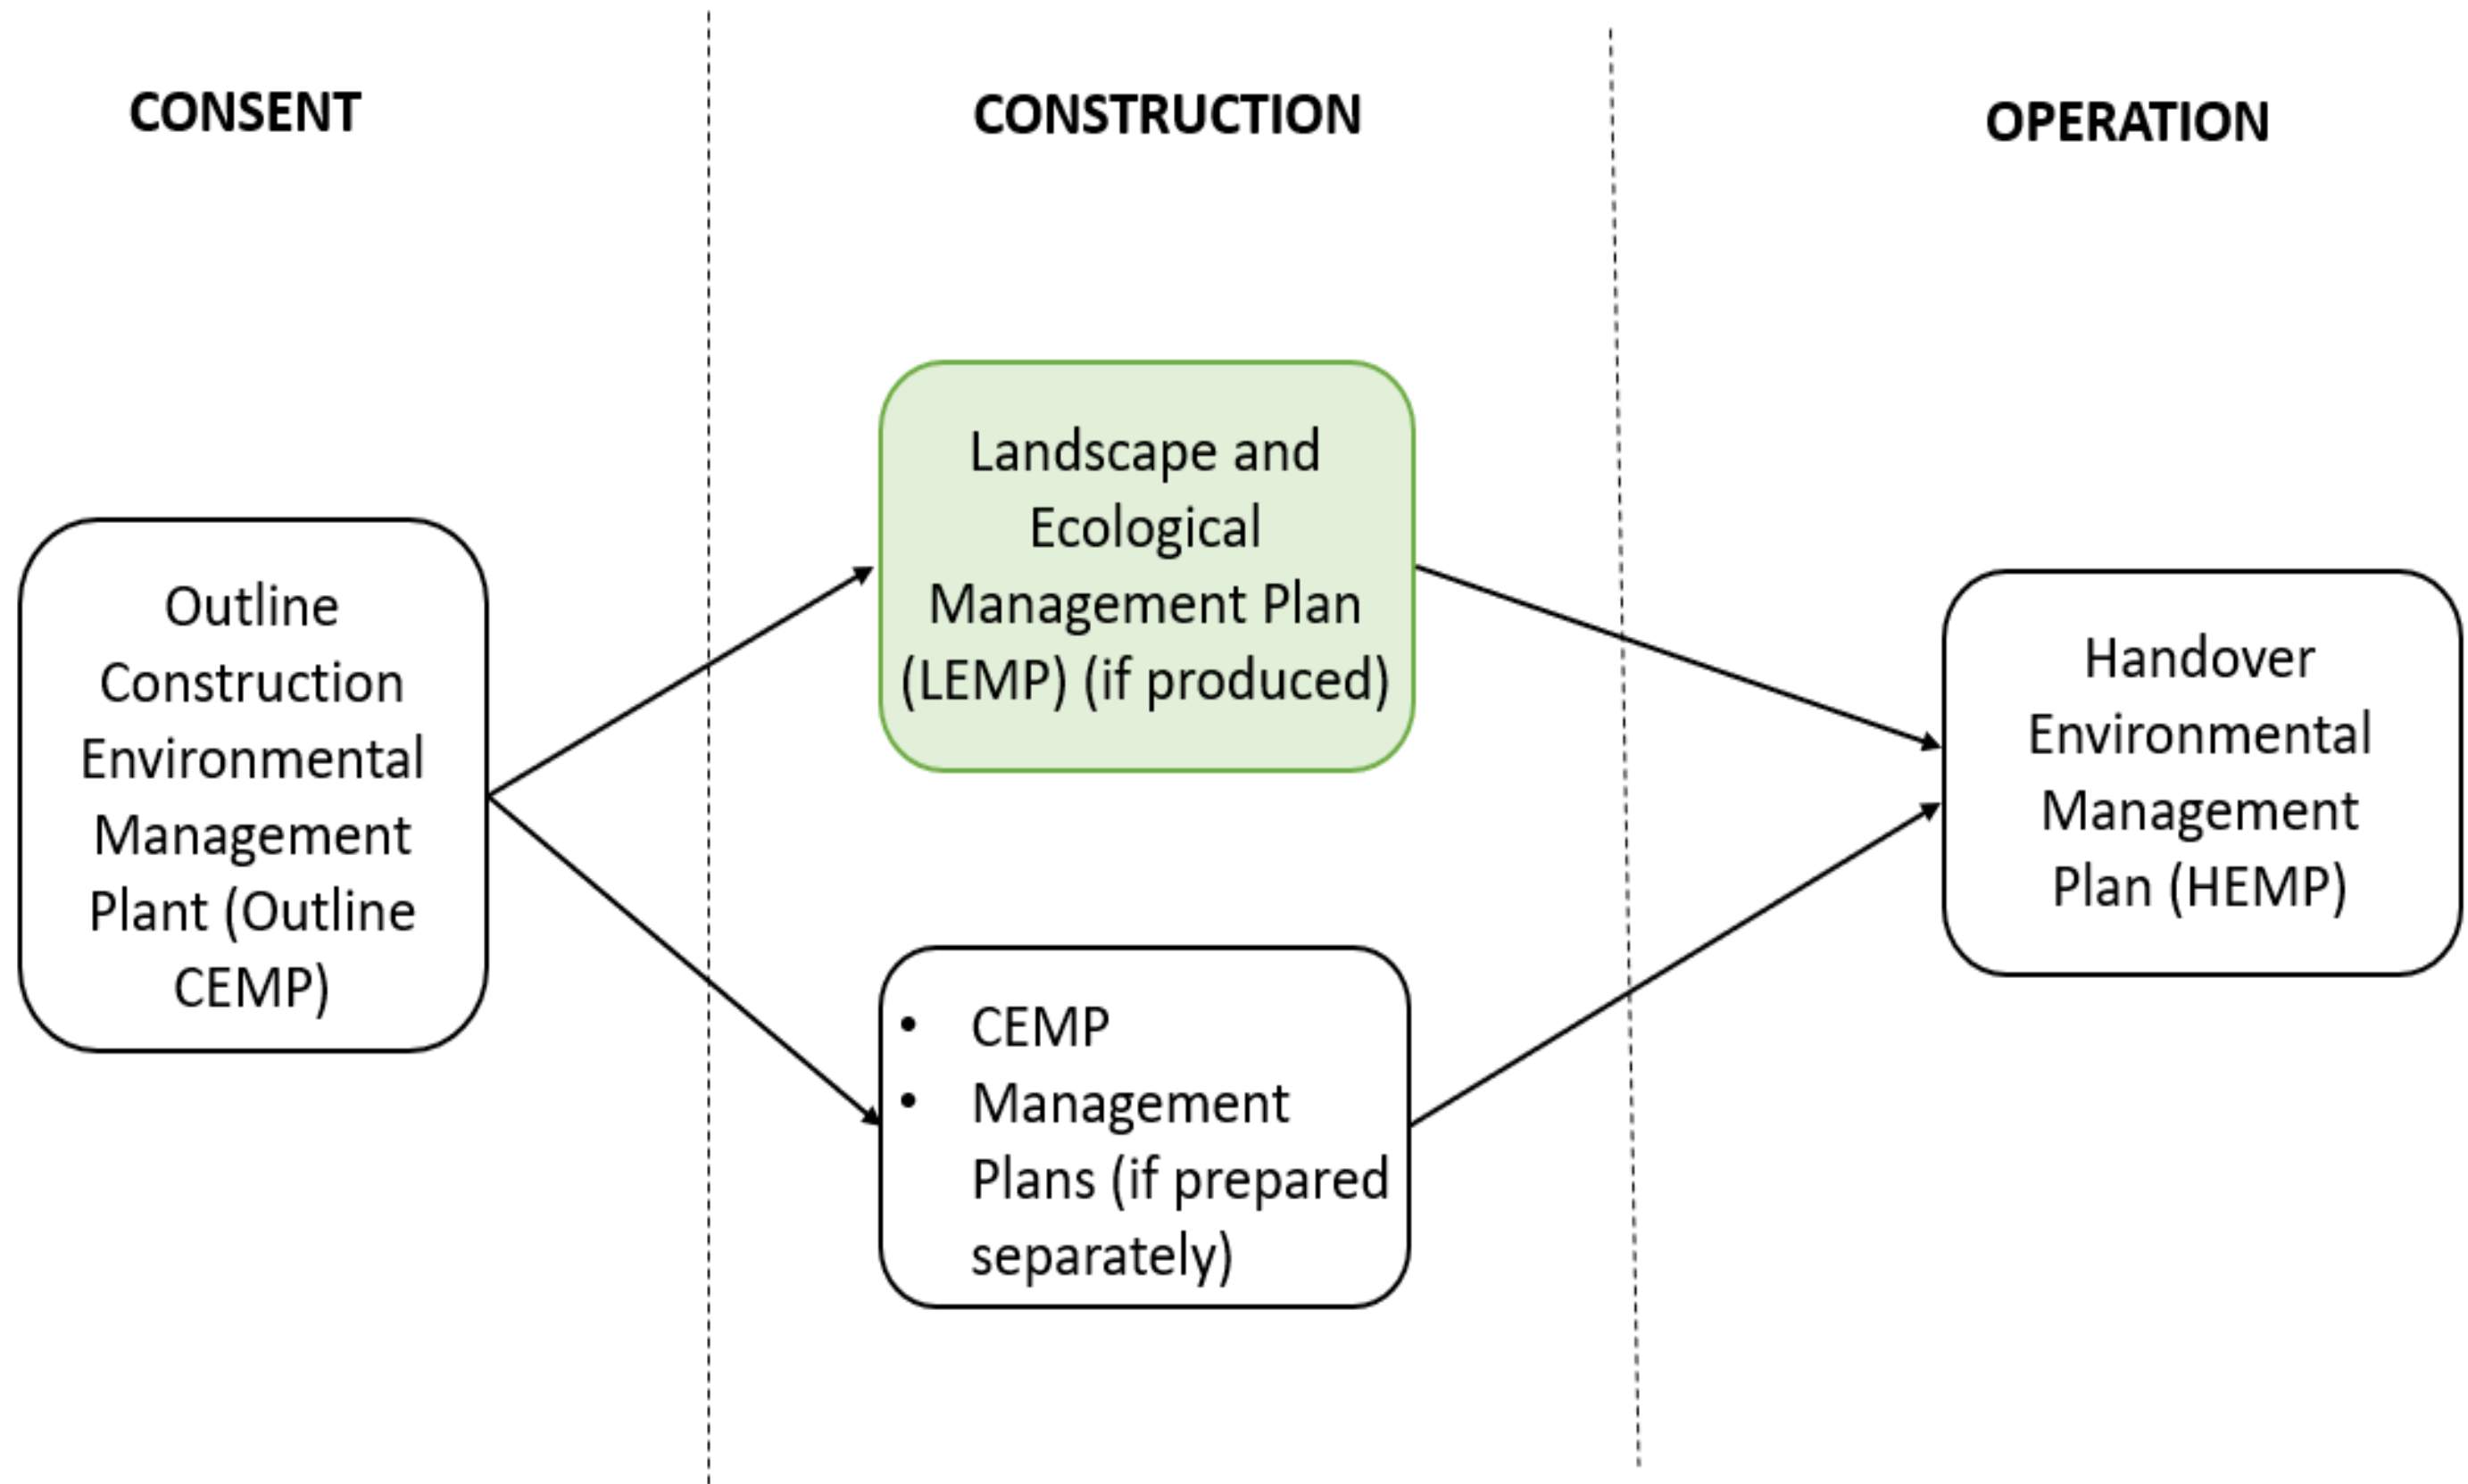 CONSENT
CONSTRUCTION
OPERATION
Outline
Construction
Environmental
Management
Plant (Outline
CEMP)
Landscape and
Ecological
Management Plan
(LEMP) (if produced)
• CEMP
• Management
Plans (if prepared
separately)
Handover
Environmental
Management
Plan (HEMP)